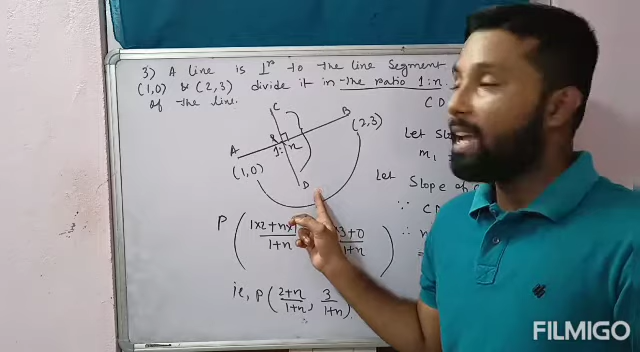 3) A line is ⊥r to the line segment
(1,0) & (2,3) divide it in the ratio 1:n.
of the line.
C
B
(2,3)
A
1:n
(1,0)
D
P ( 1×2+n×1 / 1+n 3+0 / 1+n )
ie, P ( 2+n / 1+n , 3 / 1+n ).
CD
Let Sl
m₁
Let Slope of
∵ C
∴
=
FILMIGO